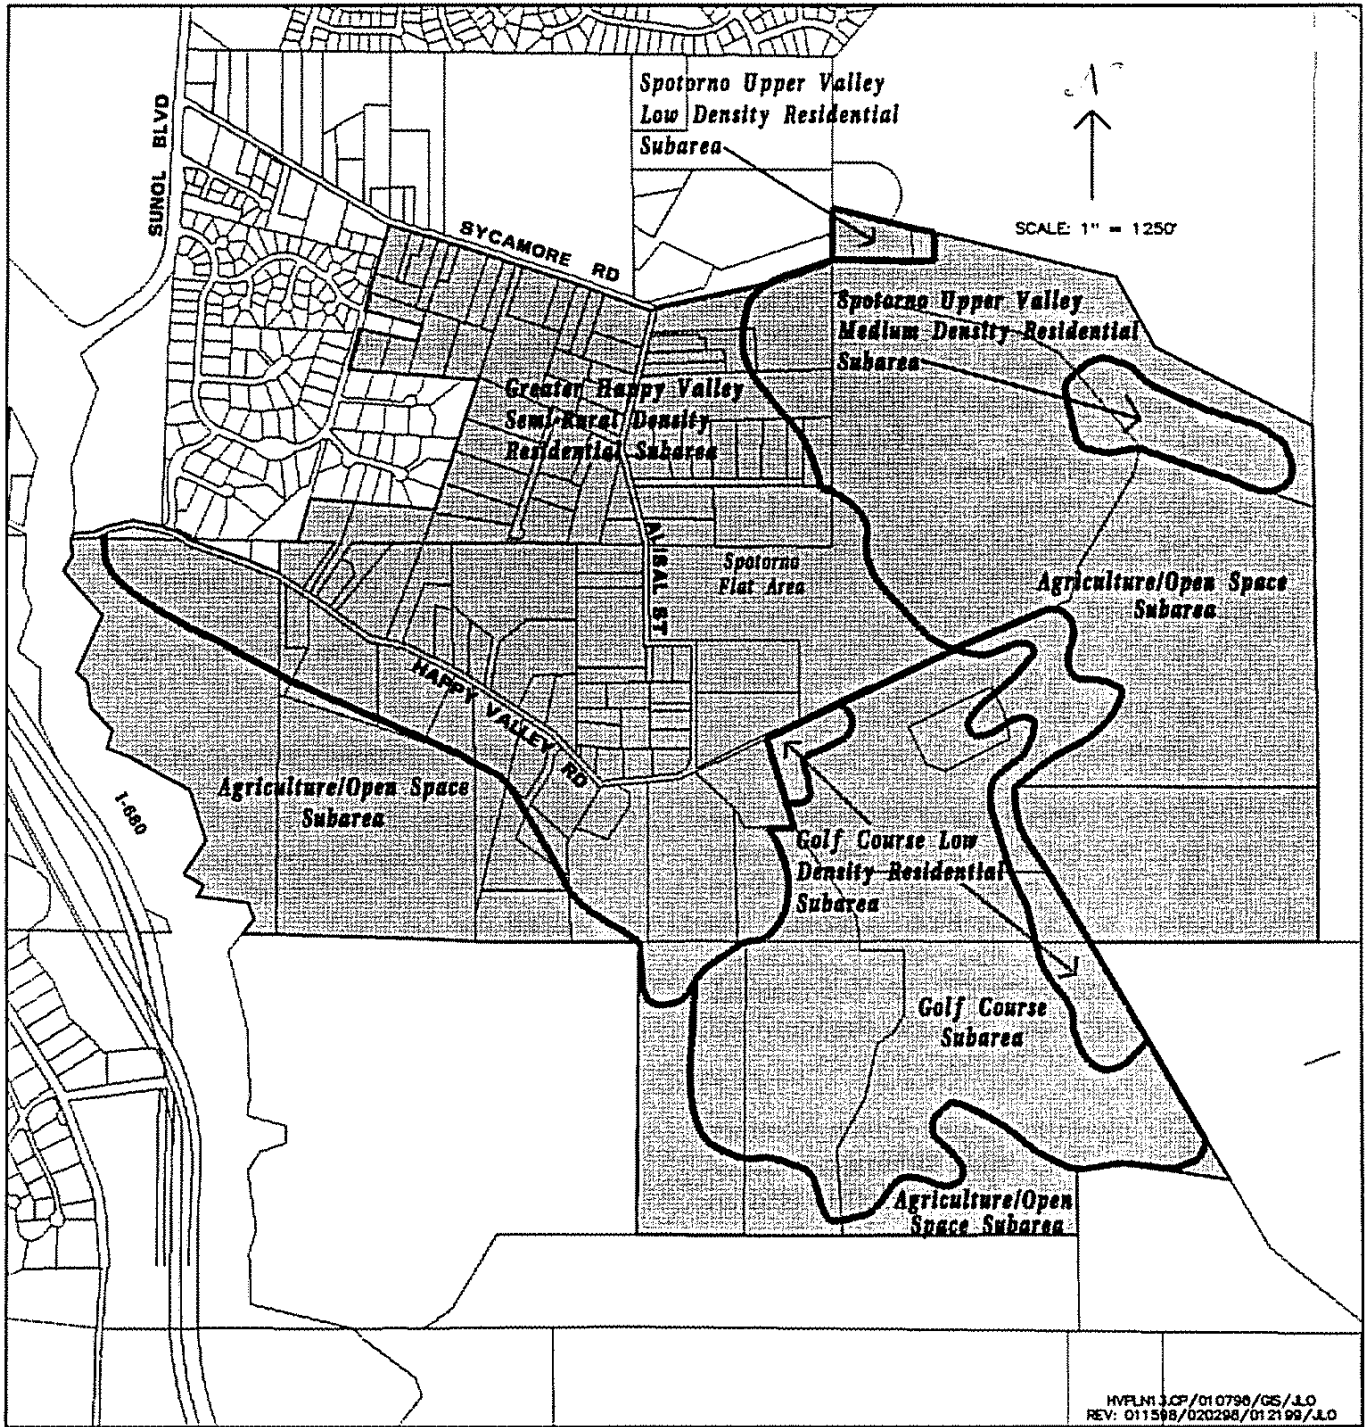 Spotorno Upper Valley
Low Density Residential
Subarea
N
SCALE: 1" = 1250'
SUNOL BLVD
SYCAMORE RD
Spotorno Upper Valley
Medium Density Residential
Subarea
Greater Happy Valley
Semi-Rural Density
Residential Subarea
ALISAL ST
Spotorno
Flat Area
Agriculture/Open Space
Subarea
HAPPY VALLEY RD
Agriculture/Open Space
Subarea
I-680
Golf Course Low
Density Residential
Subarea
Golf Course
Subarea
Agriculture/Open
Space Subarea
HVPLN13.CP/010798/GIS/JLO
REV: 011598/020298/012199/JLO